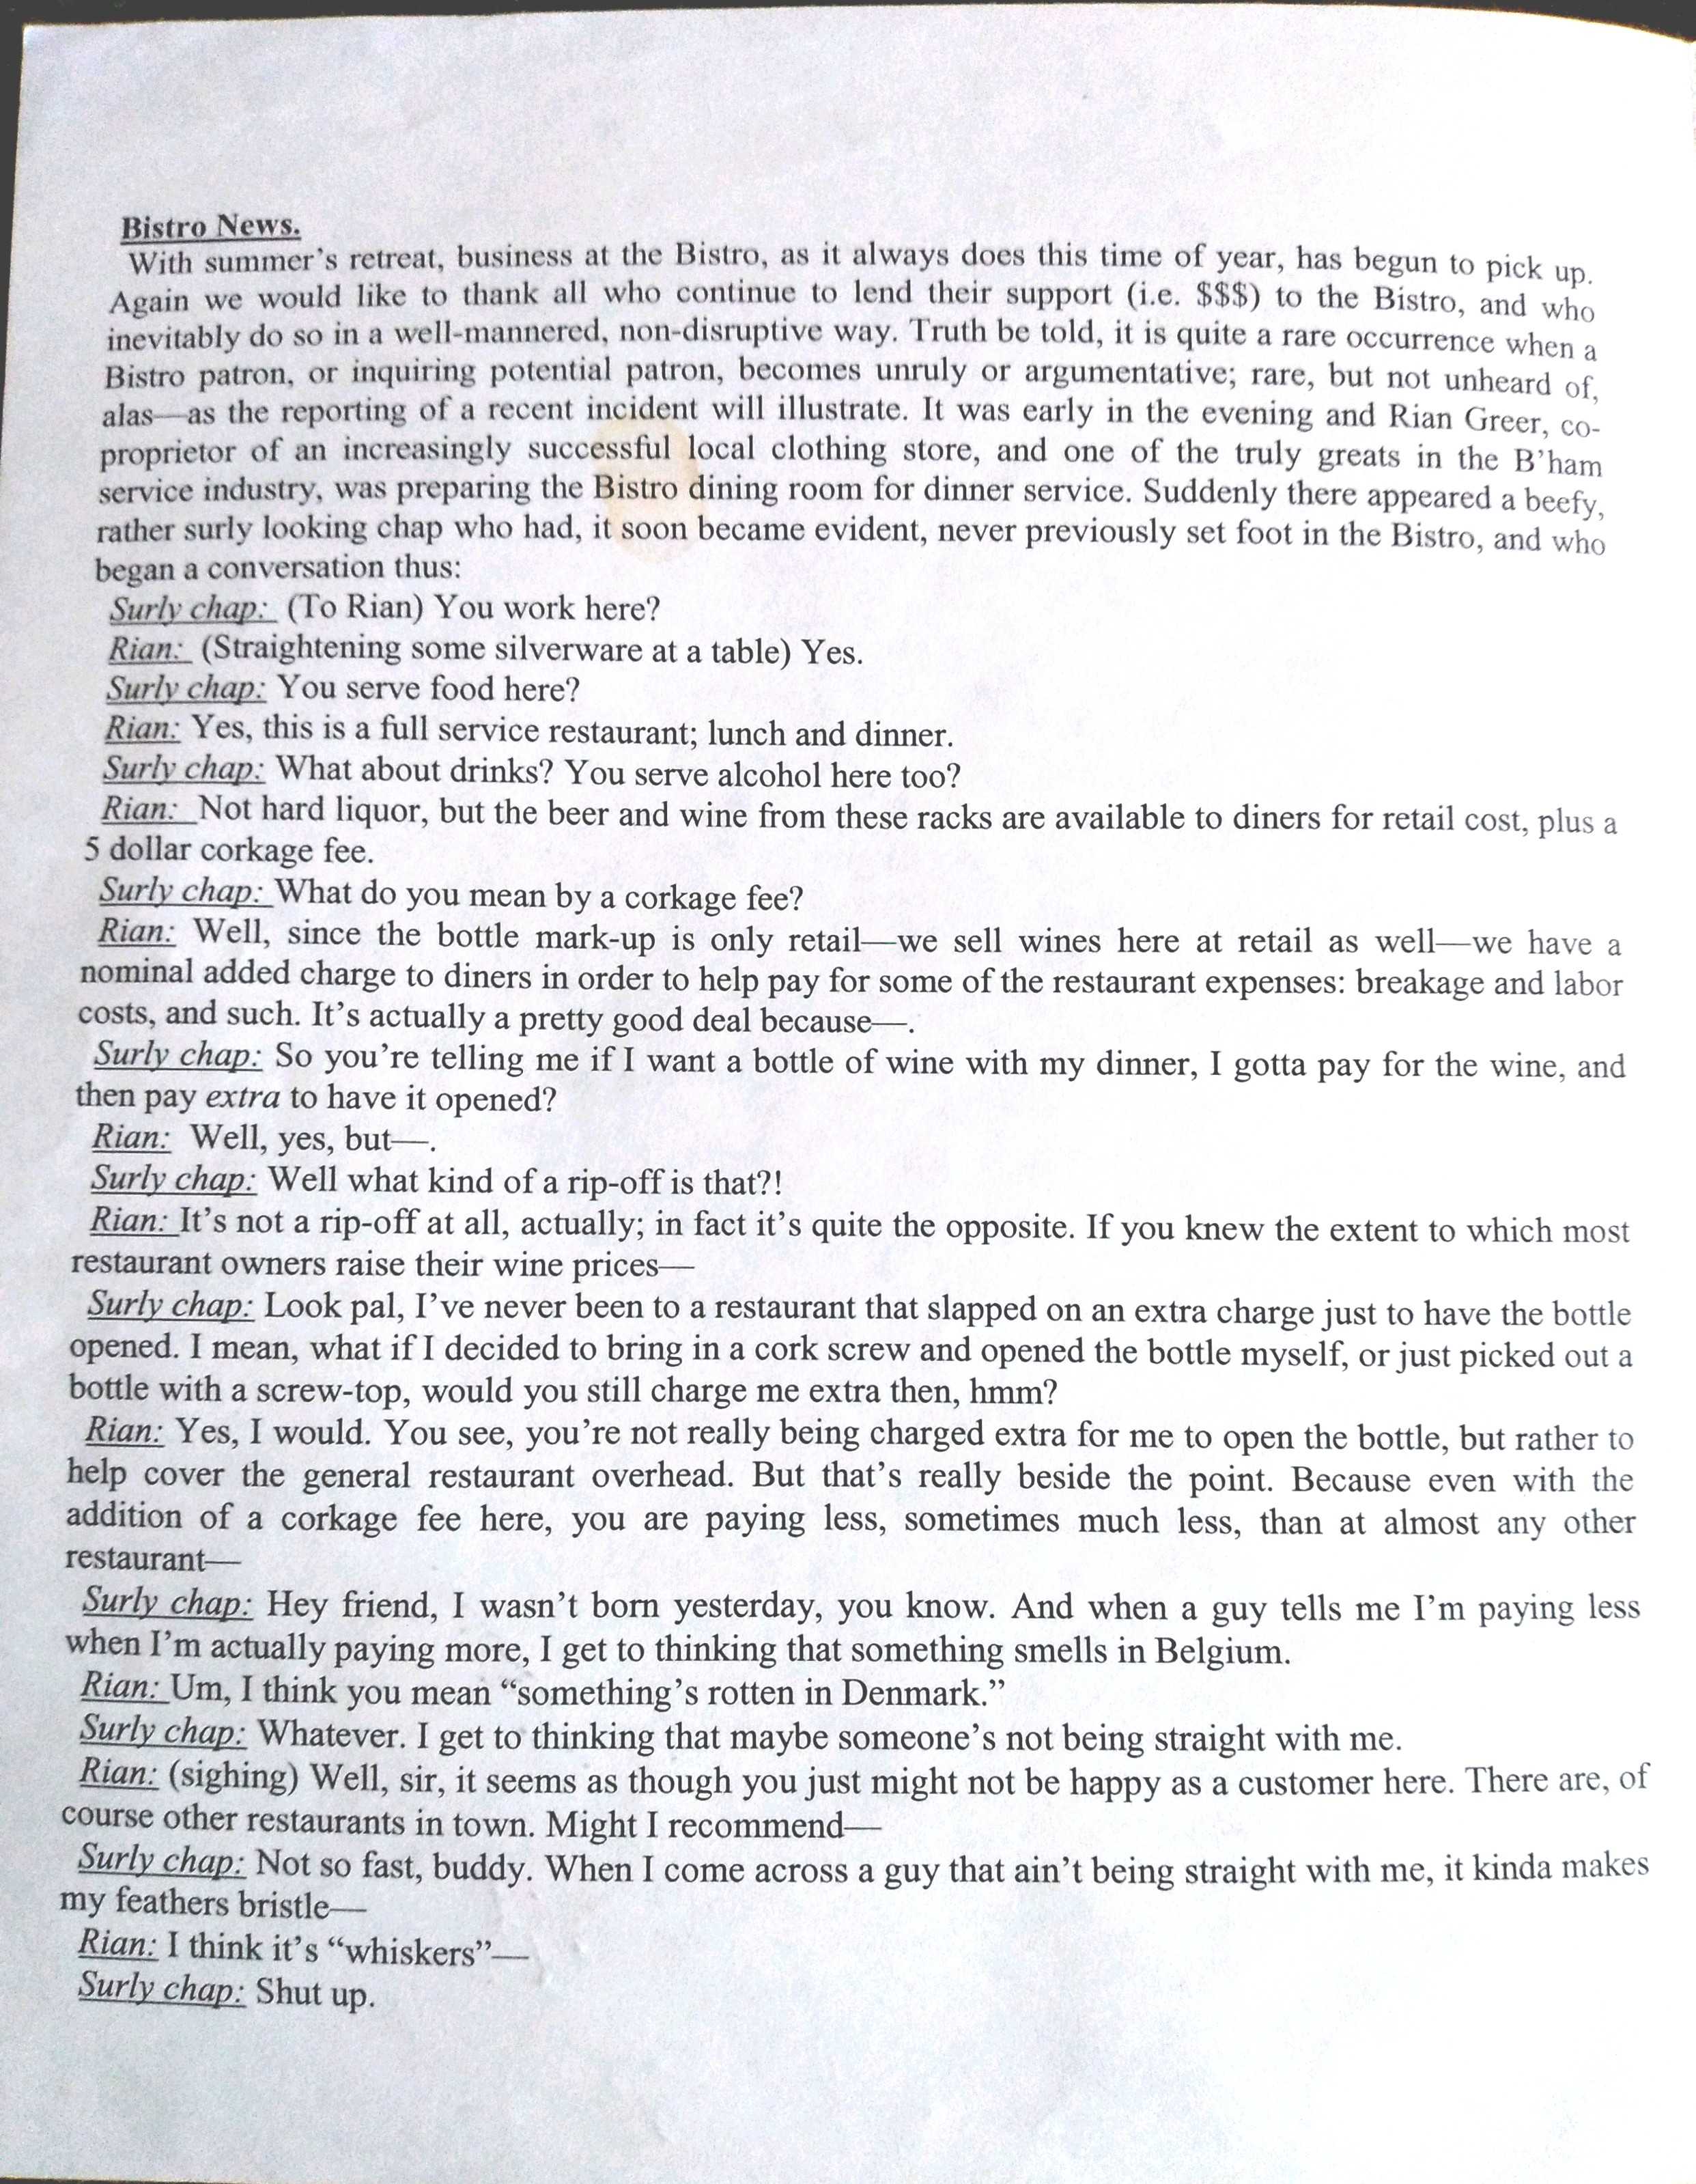 Bistro News.
With summer's retreat, business at the Bistro, as it always does this time of year, has begun to pick up.
Again we would like to thank all who continue to lend their support (i.e. $$$) to the Bistro, and who
inevitably do so in a well-mannered, non-disruptive way. Truth be told, it is quite a rare occurrence when a
Bistro patron, or inquiring potential patron, becomes unruly or argumentative; rare, but not unheard of,
alas—as the reporting of a recent incident will illustrate. It was early in the evening and Rian Greer, co-
proprietor of an increasingly successful local clothing store, and one of the truly greats in the B'ham
service industry, was preparing the Bistro dining room for dinner service. Suddenly there appeared a beefy,
rather surly looking chap who had, it soon became evident, never previously set foot in the Bistro, and who
began a conversation thus:
Surly chap: (To Rian) You work here?
Rian: (Straightening some silverware at a table) Yes.
Surly chap: You serve food here?
Rian: Yes, this is a full service restaurant; lunch and dinner.
Surly chap: What about drinks? You serve alcohol here too?
Rian: Not hard liquor, but the beer and wine from these racks are available to diners for retail cost, plus a
5 dollar corkage fee.
Surly chap: What do you mean by a corkage fee?
Rian: Well, since the bottle mark-up is only retail—we sell wines here at retail as well—we have a
nominal added charge to diners in order to help pay for some of the restaurant expenses: breakage and labor
costs, and such. It's actually a pretty good deal because—.
Surly chap: So you're telling me if I want a bottle of wine with my dinner, I gotta pay for the wine, and
then pay extra to have it opened?
Rian: Well, yes, but—.
Surly chap: Well what kind of a rip-off is that?!
Rian: It's not a rip-off at all, actually; in fact it's quite the opposite. If you knew the extent to which most
restaurant owners raise their wine prices—
Surly chap: Look pal, I've never been to a restaurant that slapped on an extra charge just to have the bottle
opened. I mean, what if I decided to bring in a cork screw and opened the bottle myself, or just picked out a
bottle with a screw-top, would you still charge me extra then, hmm?
Rian: Yes, I would. You see, you're not really being charged extra for me to open the bottle, but rather to
help cover the general restaurant overhead. But that's really beside the point. Because even with the
addition of a corkage fee here, you are paying less, sometimes much less, than at almost any other
restaurant—
Surly chap: Hey friend, I wasn't born yesterday, you know. And when a guy tells me I'm paying less
when I'm actually paying more, I get to thinking that something smells in Belgium.
Rian: Um, I think you mean "something's rotten in Denmark."
Surly chap: Whatever. I get to thinking that maybe someone's not being straight with me.
Rian: (sighing) Well, sir, it seems as though you just might not be happy as a customer here. There are, of
course other restaurants in town. Might I recommend—
Surly chap: Not so fast, buddy. When I come across a guy that ain't being straight with me, it kinda makes
my feathers bristle—
Rian: I think it's "whiskers"—
Surly chap: Shut up.